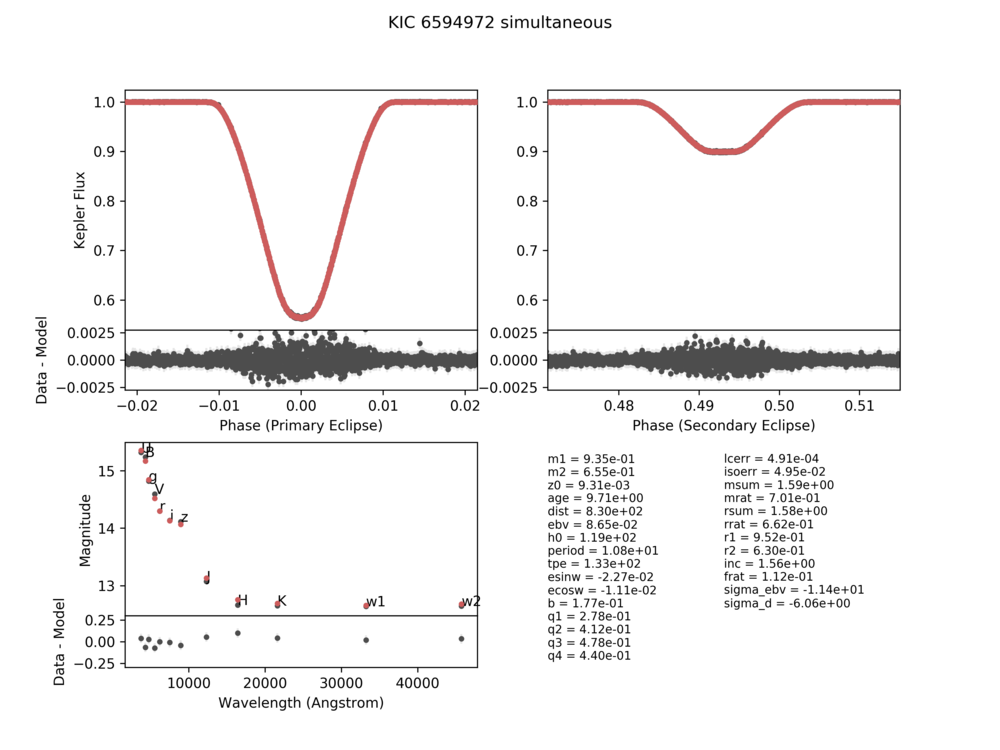 KIC 6594972 simultaneous
1.0
0.9
0.8
0.7
0.6
Kepler Flux
0.0025
0.0000
−0.0025
Data - Model
−0.02 −0.01 0.00 0.01 0.02
Phase (Primary Eclipse)
1.0
0.9
0.8
0.7
0.6
0.0025
0.0000
−0.0025
0.48 0.49 0.50 0.51
Phase (Secondary Eclipse)
15
14
13
Magnitude
B
g
V
r
i
z
J
H
K
w1
w2
0.25
0.00
−0.25
Data - Model
10000 20000 30000 40000
Wavelength (Angstrom)
m1 = 9.35e-01
m2 = 6.55e-01
z0 = 9.31e-03
age = 9.71e+00
dist = 8.30e+02
ebv = 8.65e-02
h0 = 1.19e+02
period = 1.08e+01
tpe = 1.33e+02
esinw = -2.27e-02
ecosw = -1.11e-02
b = 1.77e-01
q1 = 2.78e-01
q2 = 4.12e-01
q3 = 4.78e-01
q4 = 4.40e-01
lcerr = 4.91e-04
isoerr = 4.95e-02
msum = 1.59e+00
mrat = 7.01e-01
rsum = 1.58e+00
rrat = 6.62e-01
r1 = 9.52e-01
r2 = 6.30e-01
inc = 1.56e+00
frat = 1.12e-01
sigma_ebv = -1.14e+01
sigma_d = -6.06e+00